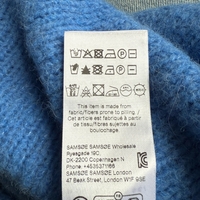 This item is made from
fabric/fibers prone to pilling /
Cet article est fabriqué à partir
de tissu/fibres sujettes au
boulochage.
SAMSØE SAMSØE Wholesale
Ryesgade 19C,
DK-2200 Copenhagen N
Phone +4535371166
SAMSØE SAMSØE London
47 Beak Street, London W1F 9SE